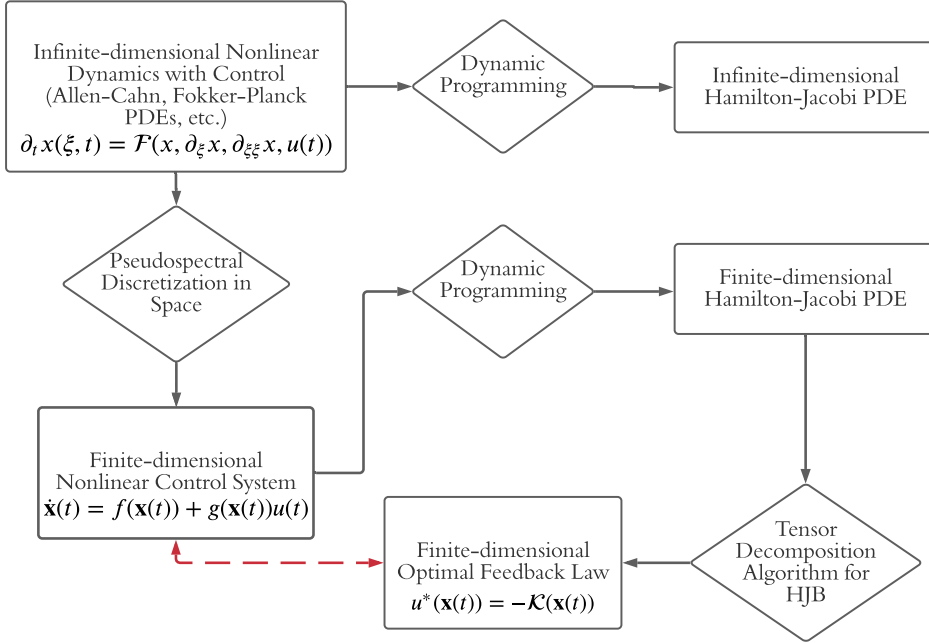 Infinite-dimensional Nonlinear
Dynamics with Control
(Allen-Cahn, Fokker-Planck
PDEs, etc.)
∂ₜx(ξ, t) = ℱ(x, ∂_ξ x, ∂_ξξ x, u(t))
Dynamic
Programming
Infinite-dimensional
Hamilton-Jacobi PDE
Pseudospectral
Discretization in
Space
Dynamic
Programming
Finite-dimensional
Hamilton-Jacobi PDE
Finite-dimensional
Nonlinear Control System
ẋ(t) = f(x(t)) + g(x(t))u(t)
Finite-dimensional
Optimal Feedback Law
u*(x(t)) = −𝒦(x(t))
Tensor
Decomposition
Algorithm for
HJB